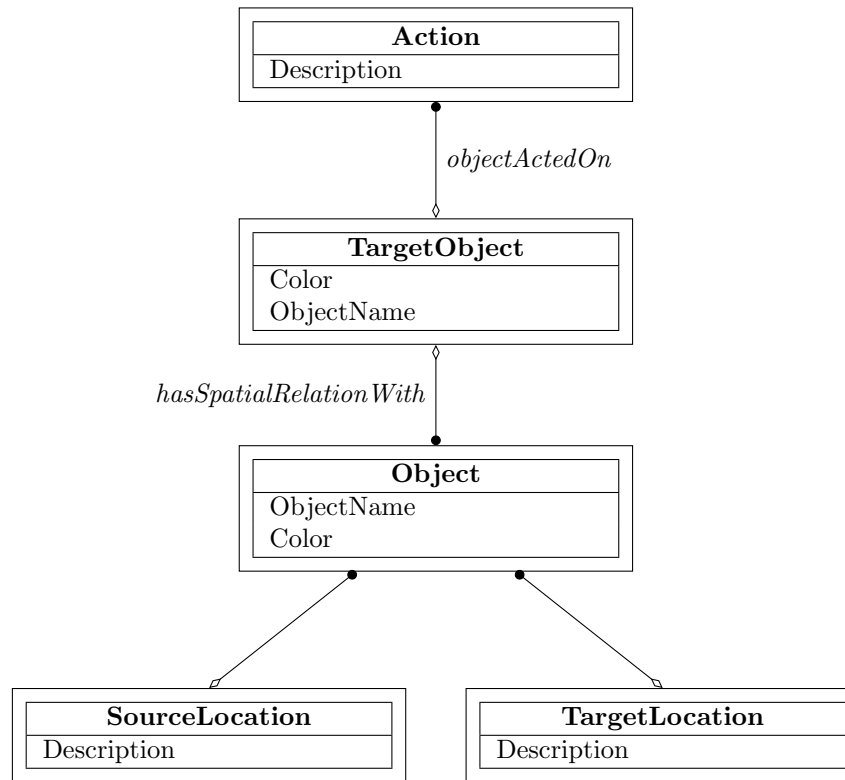 Action
Description
objectActedOn
TargetObject
Color
ObjectName
hasSpatialRelationWith
Object
ObjectName
Color
SourceLocation
Description
TargetLocation
Description